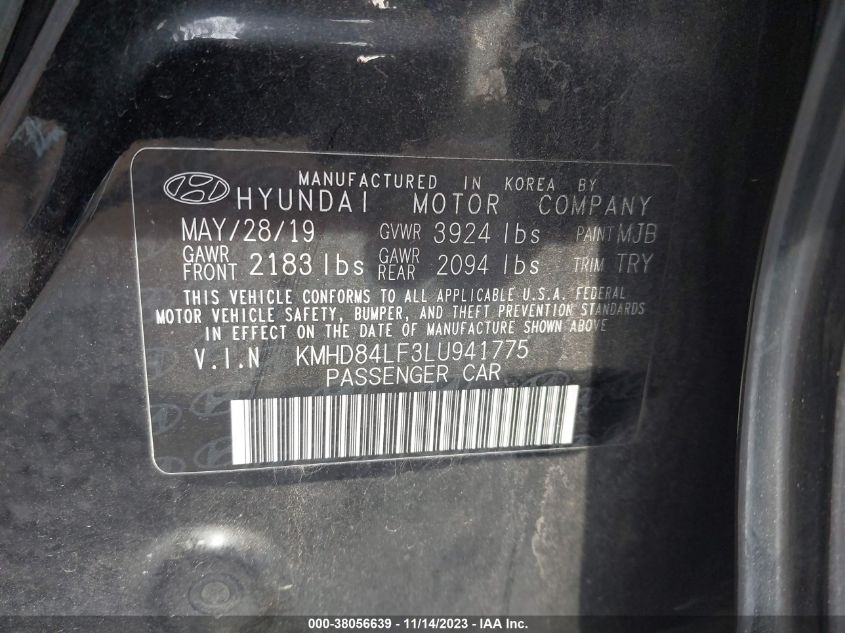 MANUFACTURED IN KOREA BY
HYUNDAI MOTOR COMPANY
MAY/28/19 GVWR 3924 lbs PAINT MJB
GAWR FRONT 2183 lbs GAWR REAR 2094 lbs TRIM TRY
THIS VEHICLE CONFORMS TO ALL APPLICABLE U.S.A. FEDERAL
MOTOR VEHICLE SAFETY, BUMPER, AND THEFT PREVENTION STANDARDS
IN EFFECT ON THE DATE OF MANUFACTURE SHOWN ABOVE
V.I.N KMHD84LF3LU941775
PASSENGER CAR
000-38056639 - 11/14/2023 - IAA Inc.